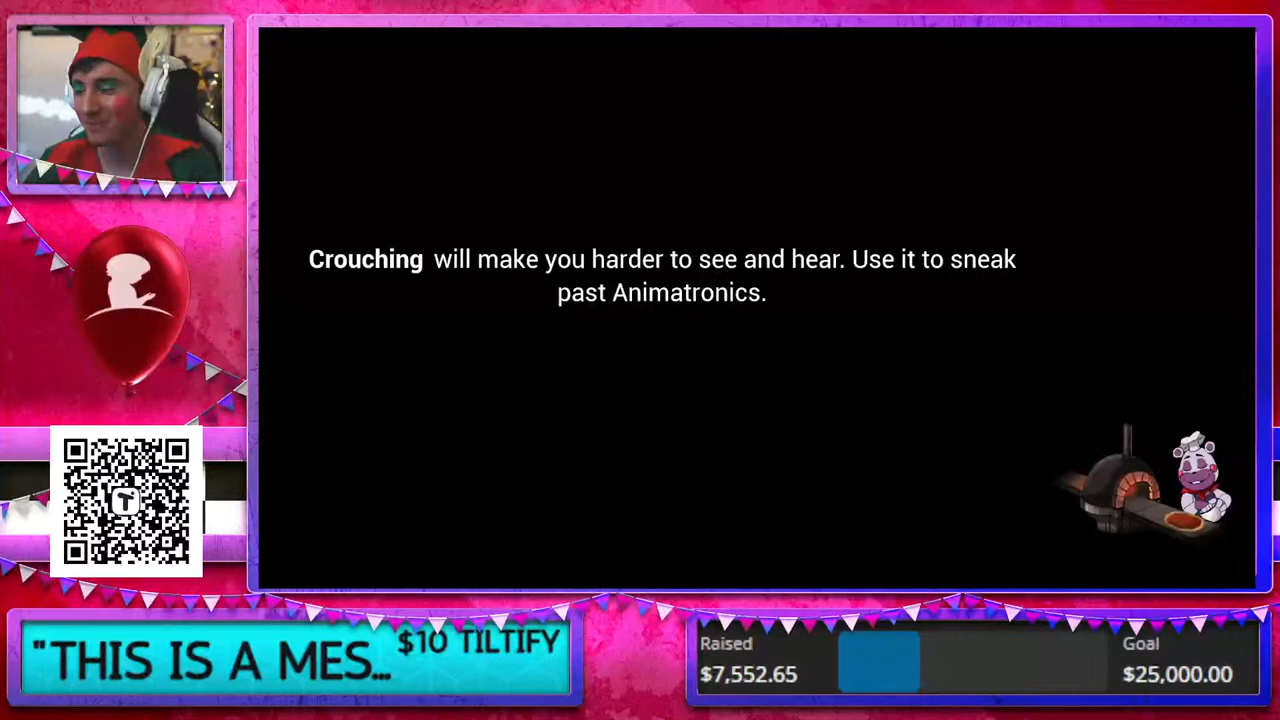 Crouching will make you harder to see and hear. Use it to sneak
past Animatronics.
T
"THIS IS A MES...
$10 TILTIFY
Raised
$7,552.65
Goal
$25,000.00